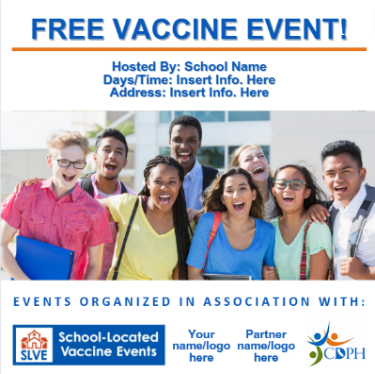 FREE VACCINE EVENT!
Hosted By: School Name
Days/Time: Insert Info. Here
Address: Insert Info. Here
EVENTS ORGANIZED IN ASSOCIATION WITH:
SLVE
School-Located
Vaccine Events
Your
name/logo
here
Partner
name/logo
here
CDPH